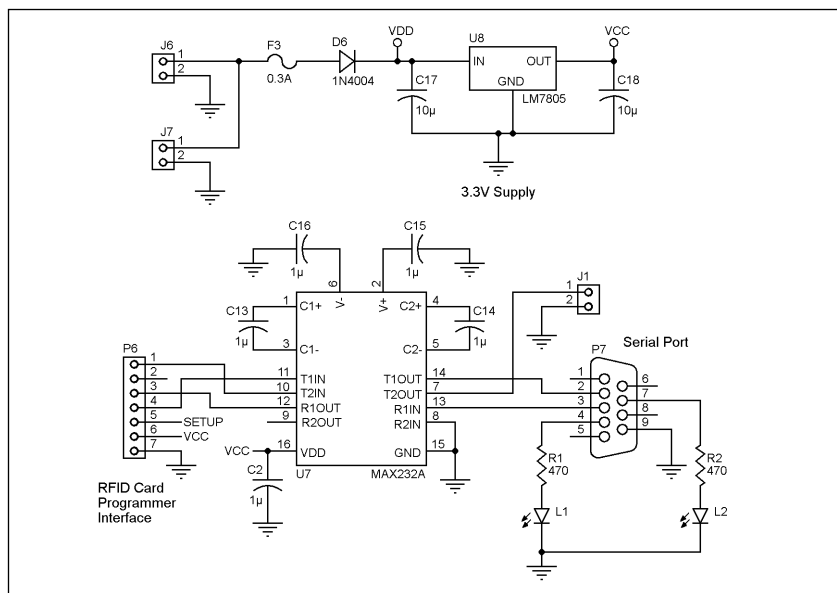 J6
1
2
F3
0.3A
D6
1N4004
VDD
U8
IN
OUT
GND
LM7805
VCC
C17
10µ
C18
10µ
J7
1
2
3.3V Supply
C16
1µ
C15
1µ
6
2
V-
V+
C13
1µ
1
C1+
3
C1-
C2+
4
C2-
5
C14
1µ
J1
1
2
Serial Port
P6
1
2
3
4
5
6
7
SETUP
VCC
RFID Card
Programmer
Interface
11
T1IN
10
T2IN
12
R1OUT
9
R2OUT
VCC
16
VDD
C2
1µ
T1OUT
14
T2OUT
7
R1IN
13
R2IN
8
GND
15
U7
MAX232A
P7
1
2
3
4
5
6
7
8
9
R1
470
R2
470
L1
L2